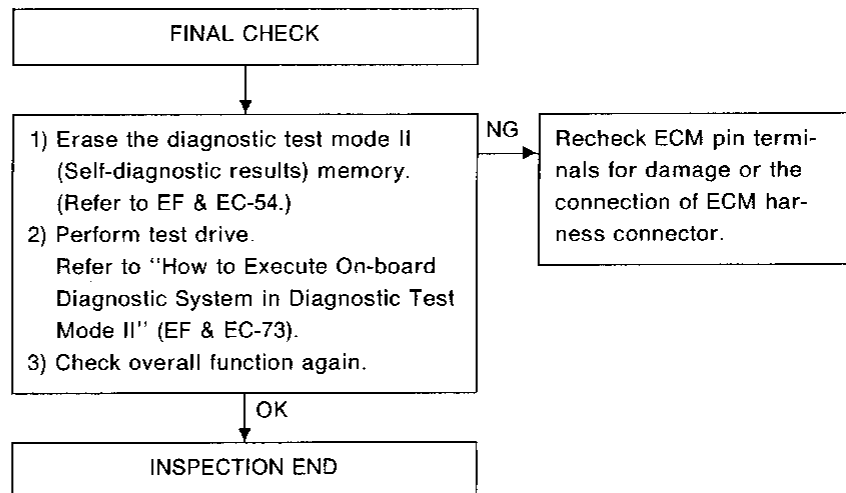 FINAL CHECK
1) Erase the diagnostic test mode II
(Self-diagnostic results) memory.
(Refer to EF & EC-54.)
2) Perform test drive.
Refer to "How to Execute On-board
Diagnostic System in Diagnostic Test
Mode II" (EF & EC-73).
3) Check overall function again.
NG
Recheck ECM pin termi-
nals for damage or the
connection of ECM har-
ness connector.
OK
INSPECTION END